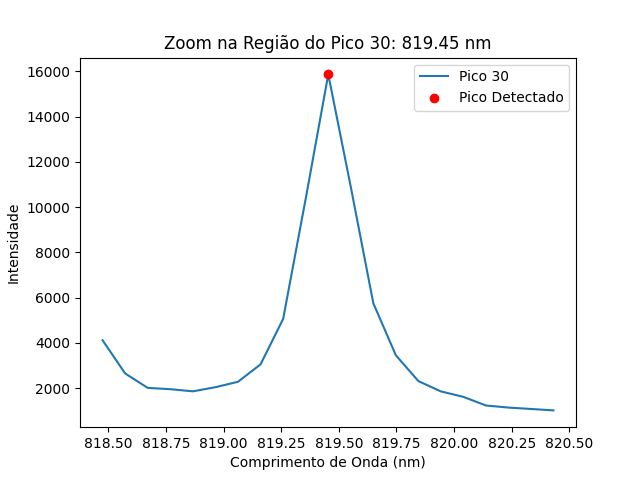 Zoom na Região do Pico 30: 819.45 nm
Pico 30
Pico Detectado
16000
14000
12000
10000
8000
6000
4000
2000
Intensidade
818.50 818.75 819.00 819.25 819.50 819.75 820.00 820.25 820.50
Comprimento de Onda (nm)